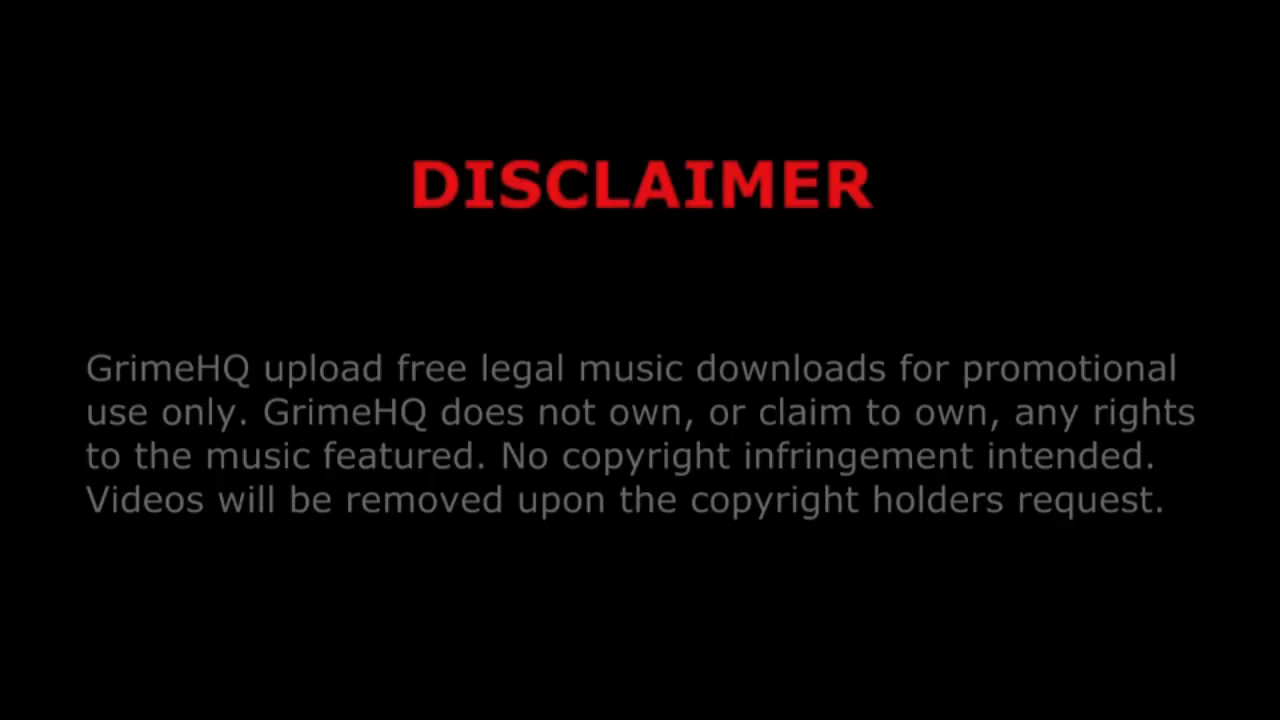 DISCLAIMER
GrimeHQ upload free legal music downloads for promotional
use only. GrimeHQ does not own, or claim to own, any rights
to the music featured. No copyright infringement intended.
Videos will be removed upon the copyright holders request.